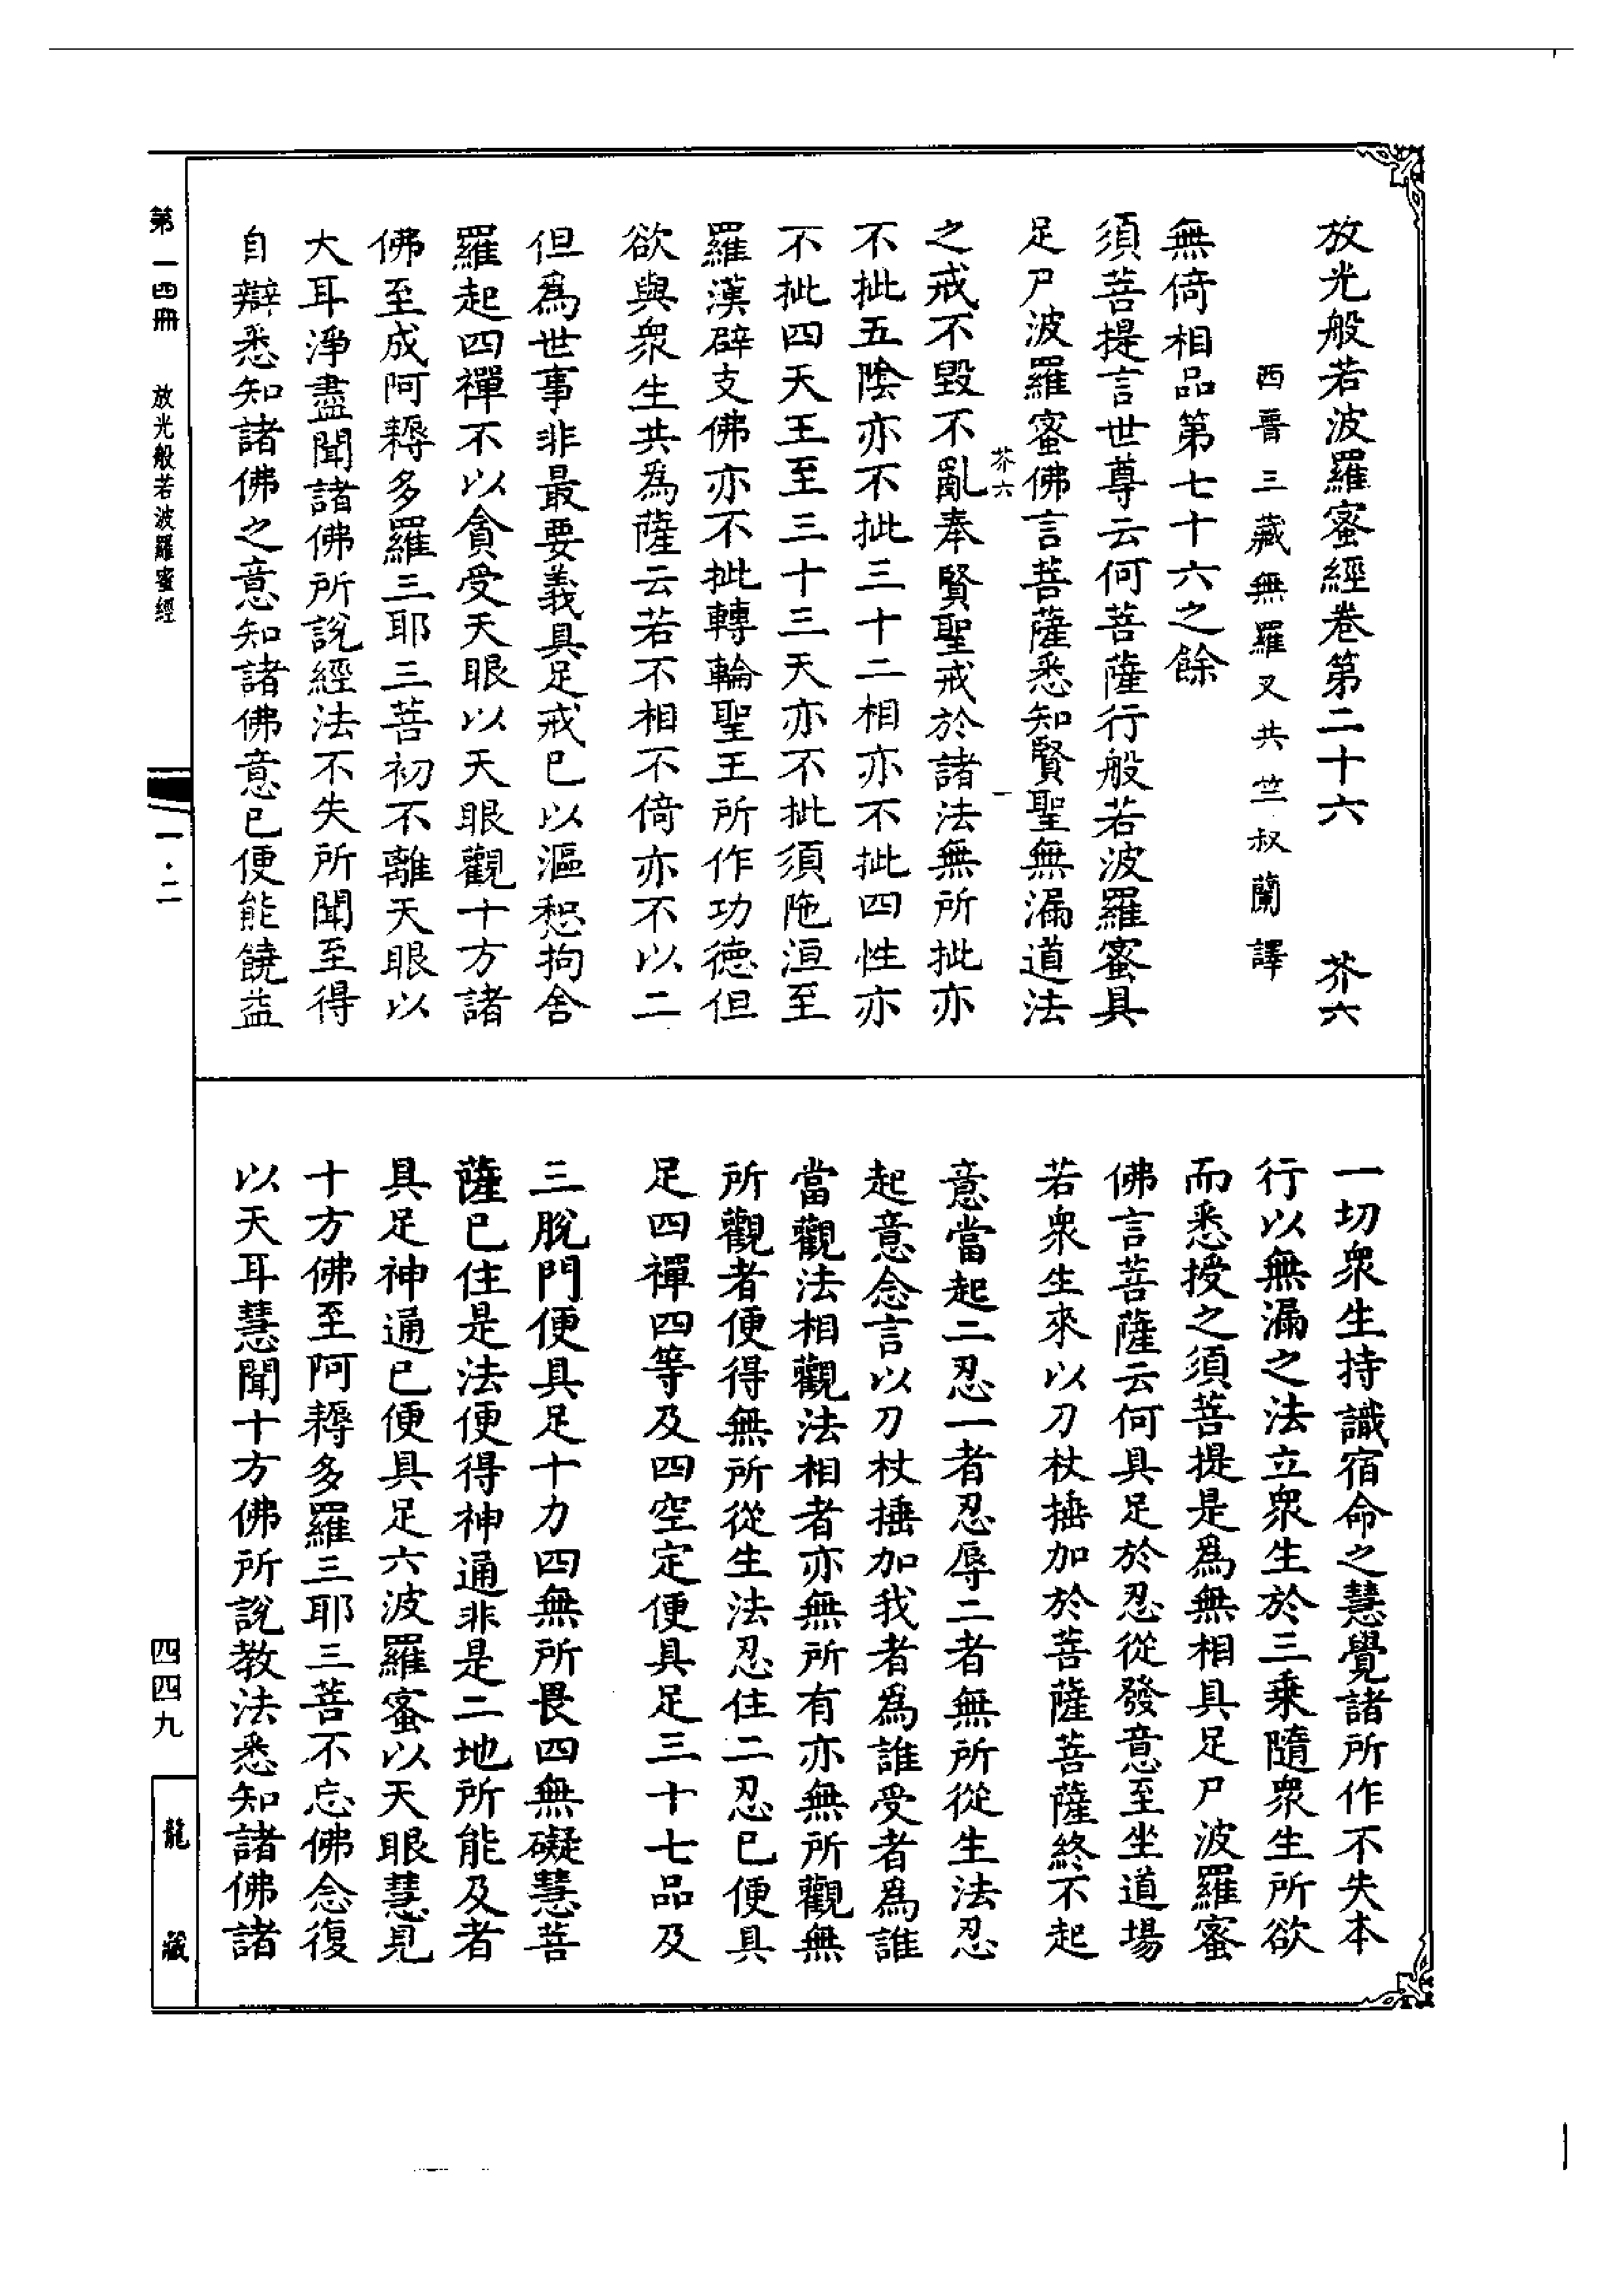 放光般若波羅蜜經卷第二十六 芥六
西晉三藏無羅叉共竺叔蘭譯
無倚相品第七十六之餘
須菩提言世尊云何菩薩行般若波羅蜜具
足尸波羅蜜佛言菩薩悉知賢聖無漏道法
芥六 一
之戒不毀不亂奉賢聖戒於諸法無所批亦
不批五陰亦不批三十二相亦不批四性亦
不批四天王至三十三天亦不批須陁洹至
羅漢辟支佛亦不批轉輪聖王所作功德但
欲與衆生共爲薩云若不相不倚亦不以二
但爲世事非最要義具足戒已以漚惒拘舍
羅起四禪不以貪受天眼以天眼觀十方諸
佛至成阿耨多羅三耶三菩初不離天眼以
大耳淨盡聞諸佛所說經法不失所聞至得
自辯悉知諸佛之意知諸佛意已便能饒益
一切衆生持識宿命之慧覺諸所作不失本
行以無漏之法立衆生於三乘隨衆生所欲
而悉授之須菩提是爲無相具足尸波羅蜜
佛言菩薩云何具足於忍從發意至坐道場
若衆生來以刀杖捶加於菩薩菩薩終不起
意當起二忍一者忍辱二者無所從生法忍
起意念言以刀杖捶加我者爲誰受者爲誰
當觀法相觀法相者亦無所有亦無所觀無
所觀者便得無所從生法忍住二忍已便具
足四禪四等及四空定便具足三十七品及
三脫門便具足十力四無所畏四無礙慧菩
薩已住是法便得神通非是二地所能及者
具足神通已便具足六波羅蜜以天眼慧見
十方佛至阿耨多羅三耶三菩不忘佛念復
以天耳慧聞十方佛所說教法悉知諸佛諸
第一四冊 放光般若波羅蜜經 一·二 四四九 龍藏